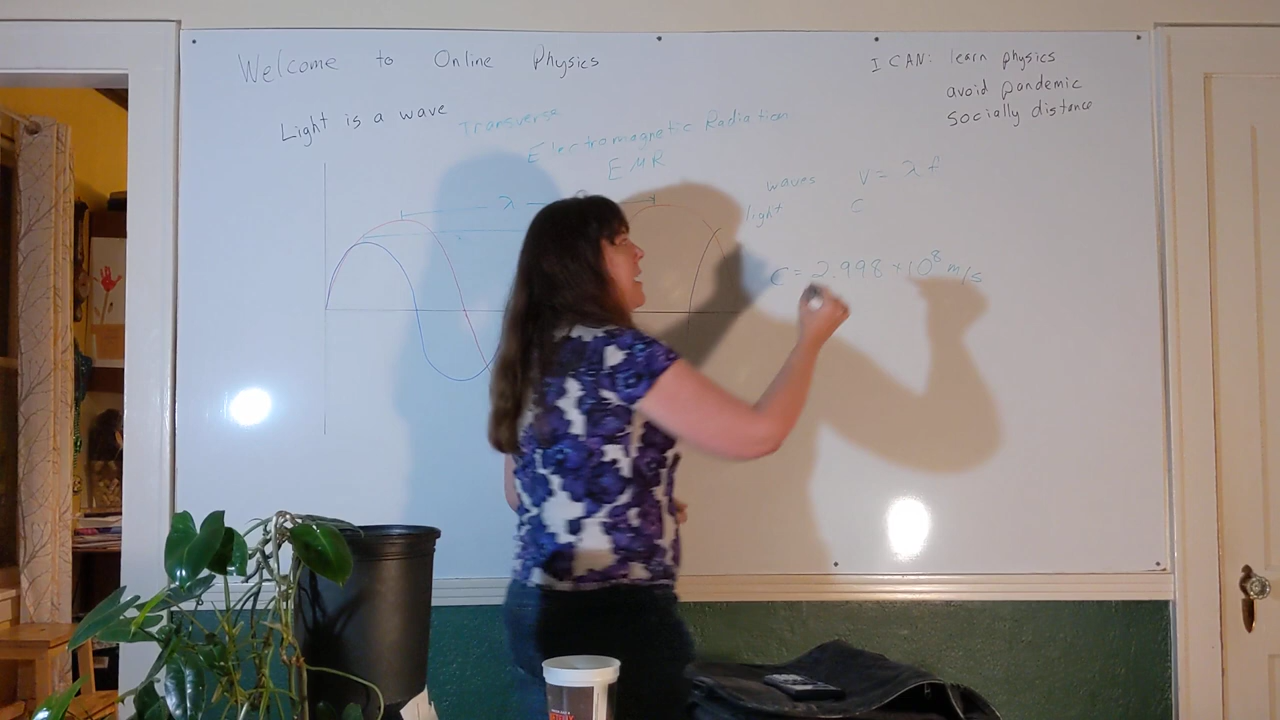 Welcome to Online Physics
I CAN: learn physics
avoid pandemic
socially distance
Light is a wave
Transverse
Electromagnetic Radiation
EMR
λ
waves v = λ f
light c
c = 2.998 × 10⁸ m/s